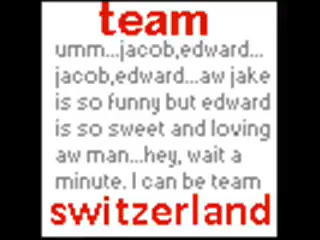 team
umm...jacob,edward...
jacob,edward...aw jake
is so funny but edward
is so sweet and loving
aw man...hey, wait a
minute. I can be team
switzerland